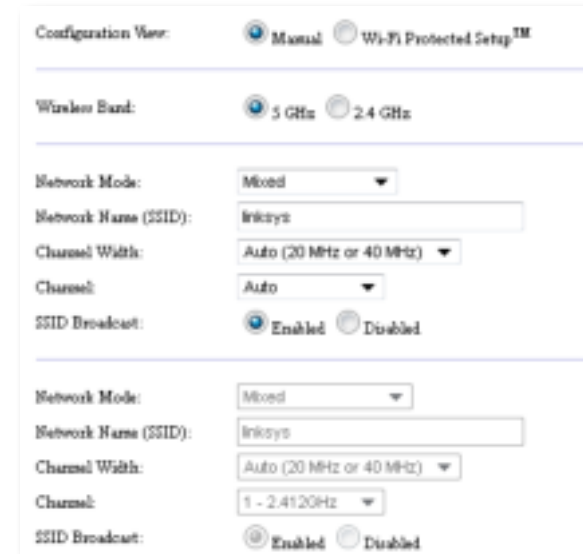 Configuration View: Manual Wi-Fi Protected Setup™
Wireless Band: 5 GHz 2.4 GHz
Network Mode: Mixed
Network Name (SSID): linksys
Channel Width: Auto (20 MHz or 40 MHz)
Channel: Auto
SSID Broadcast: Enabled Disabled
Network Mode: Mixed
Network Name (SSID): linksys
Channel Width: Auto (20 MHz or 40 MHz)
Channel: 1 - 2.412GHz
SSID Broadcast: Enabled Disabled